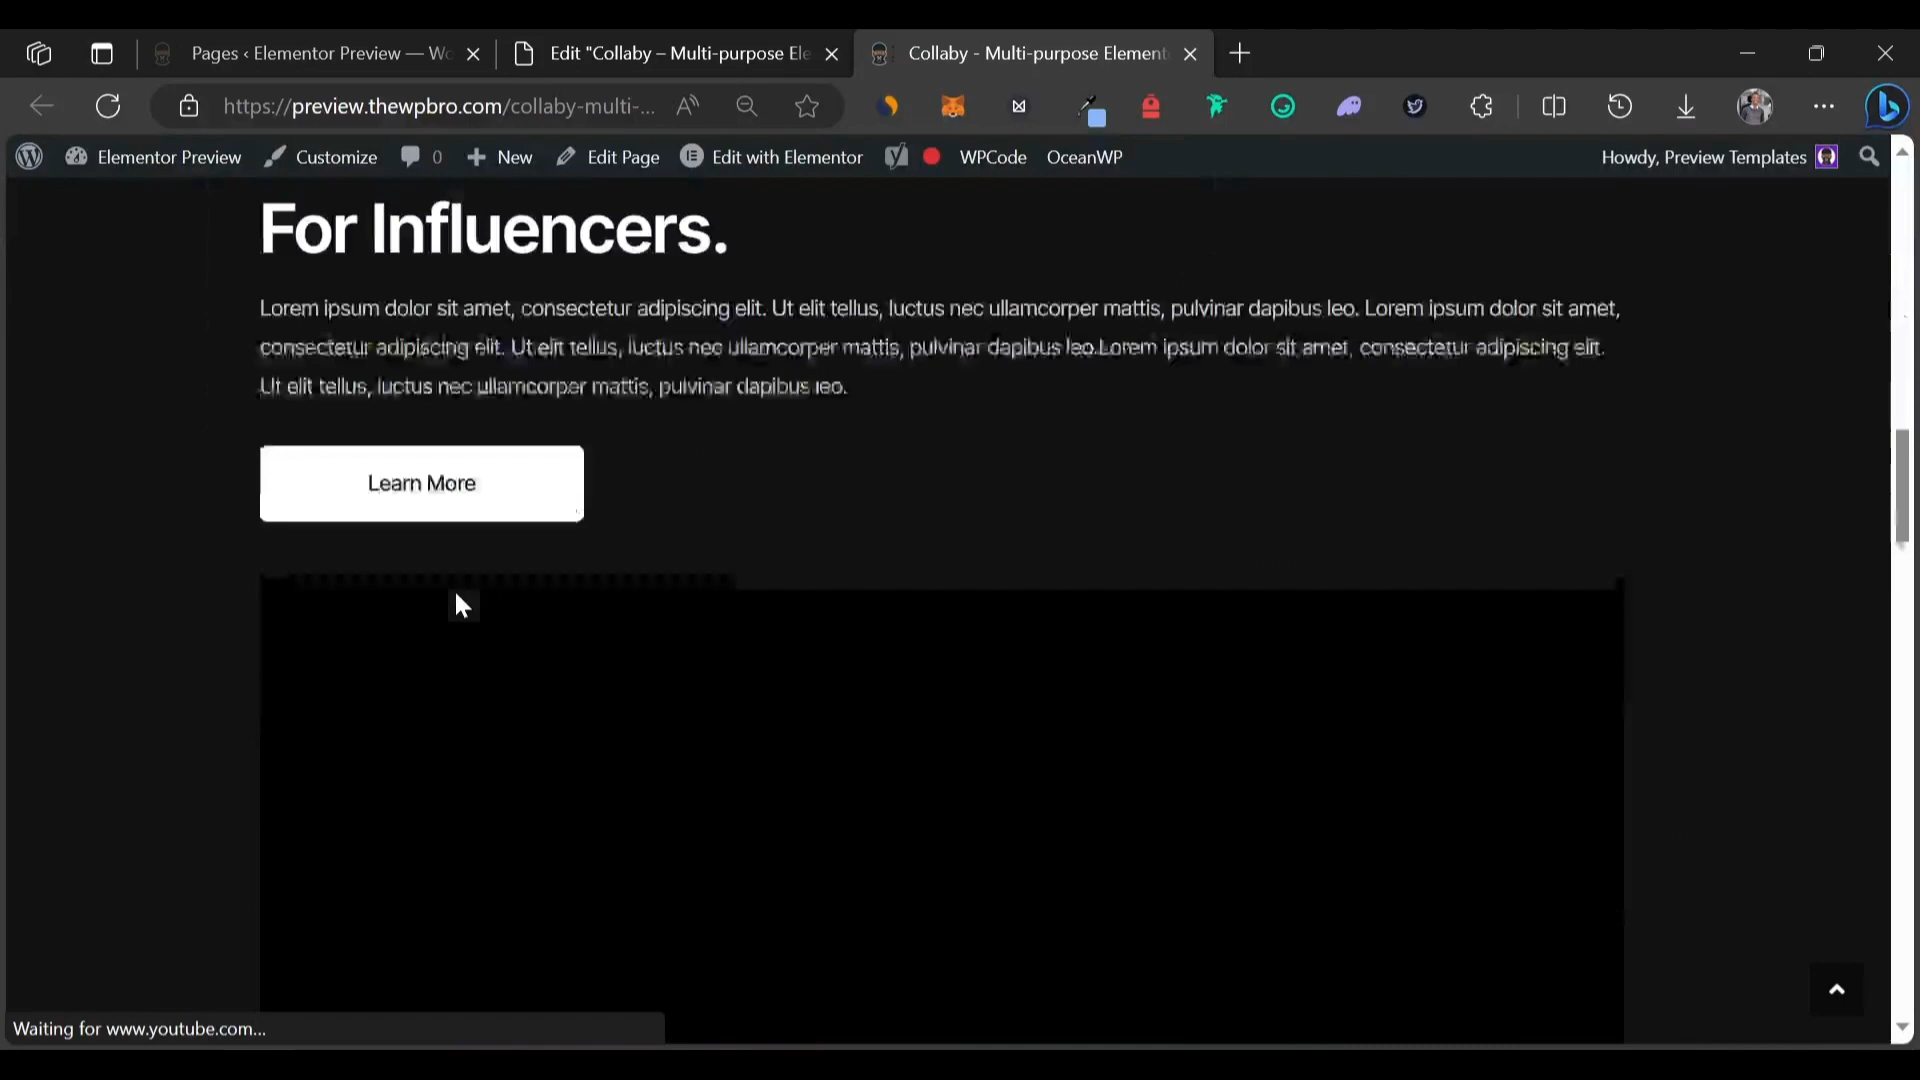 Pages ‹ Elementor Preview — Wo
Edit "Collaby – Multi-purpose Ele
Collaby - Multi-purpose Element
https://preview.thewpbro.com/collaby-multi-...
Elementor Preview
Customize
0
New
Edit Page
Edit with Elementor
WPCode
OceanWP
Howdy, Preview Templates
For Influencers.
Lorem ipsum dolor sit amet, consectetur adipiscing elit. Ut elit tellus, luctus nec ullamcorper mattis, pulvinar dapibus leo. Lorem ipsum dolor sit amet,
consectetur adipiscing elit. Ut elit tellus, luctus nec ullamcorper mattis, pulvinar dapibus leo.Lorem ipsum dolor sit amet, consectetur adipiscing elit.
Ut elit tellus, luctus nec ullamcorper mattis, pulvinar dapibus leo.
Learn More
Waiting for www.youtube.com...